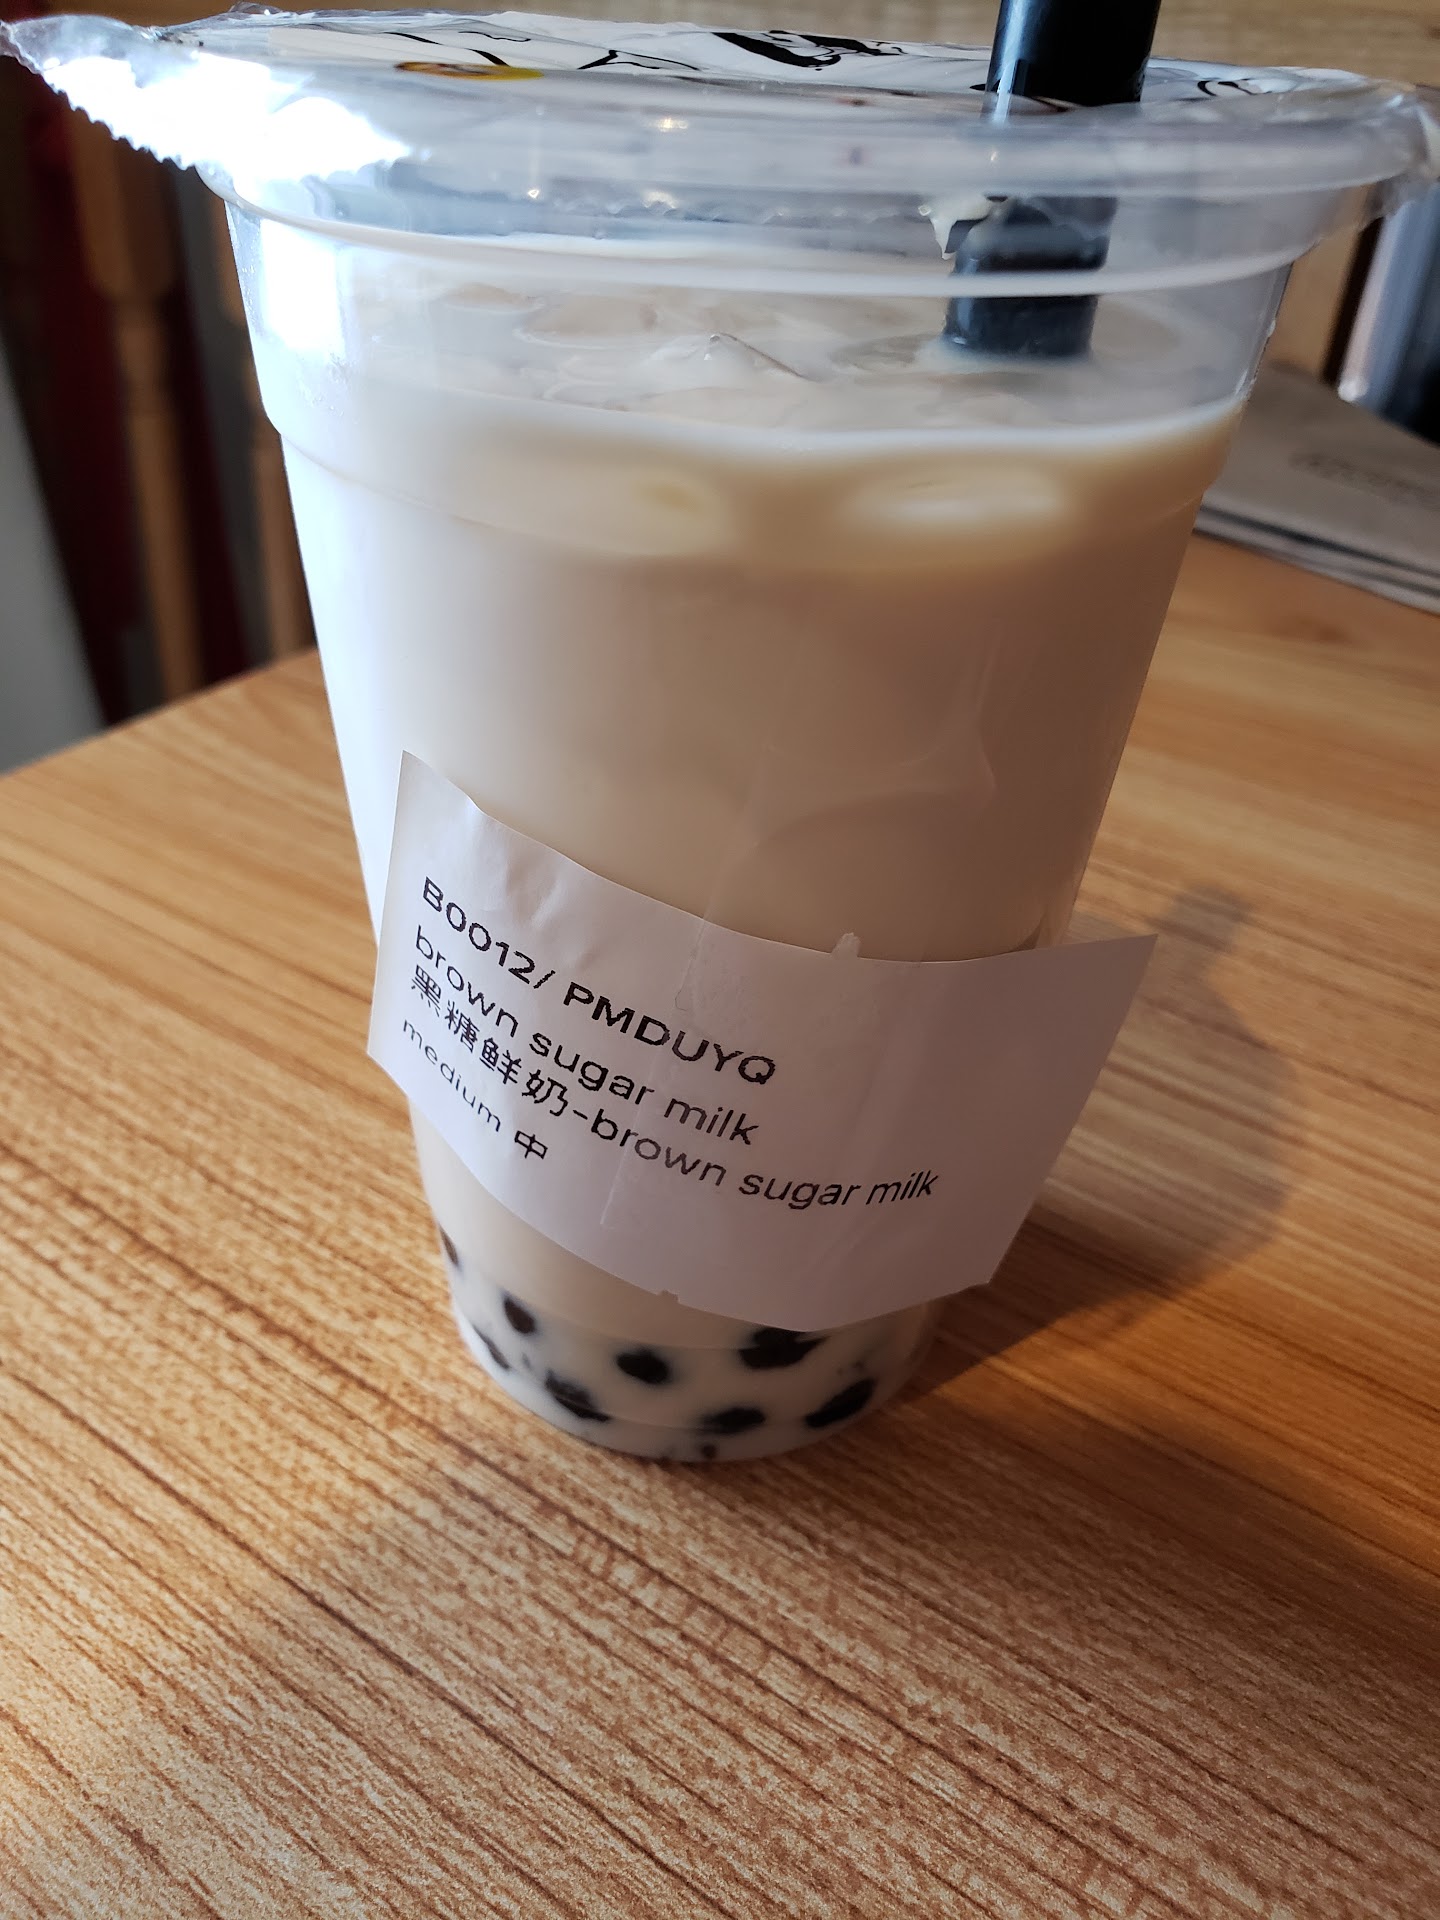 B0012/ PMDUYQ
brown sugar milk
黑糖鲜奶-brown sugar milk
medium 中